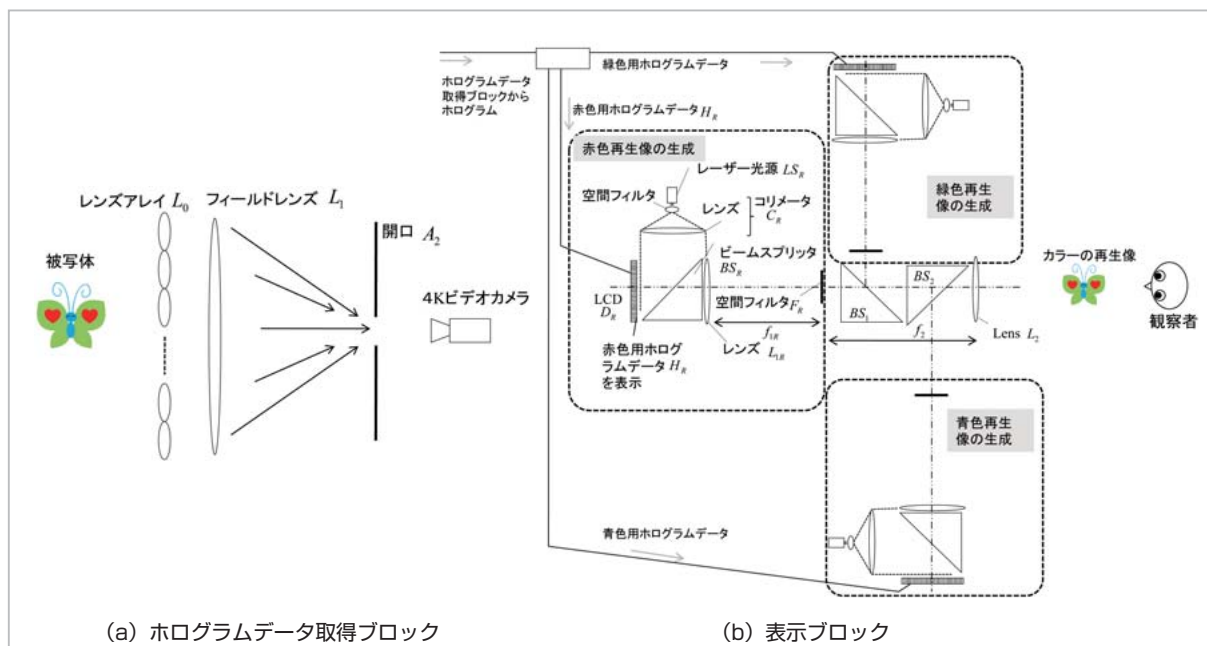 被写体
レンズアレイ L₀
フィールドレンズ L₁
開口 A₂
4Kビデオカメラ
(a) ホログラムデータ取得ブロック
ホログラムデータ
取得ブロックから
ホログラム
緑色用ホログラムデータ
赤色用ホログラムデータ H_R
赤色再生像の生成
レーザー光源 LS_R
空間フィルタ
レンズ
コリメータ
C_R
ビームスプリッタ
BS_R
LCD
D_R
空間フィルタ F_R
f₁R
レンズ L₁R
赤色用ホログ
ラムデータ H_R
を表示
緑色再生
像の生成
BS₁
BS₂
f₂
Lens L₂
カラーの再生像
観察者
青色再生
像の生成
青色用ホログラムデータ
(b) 表示ブロック